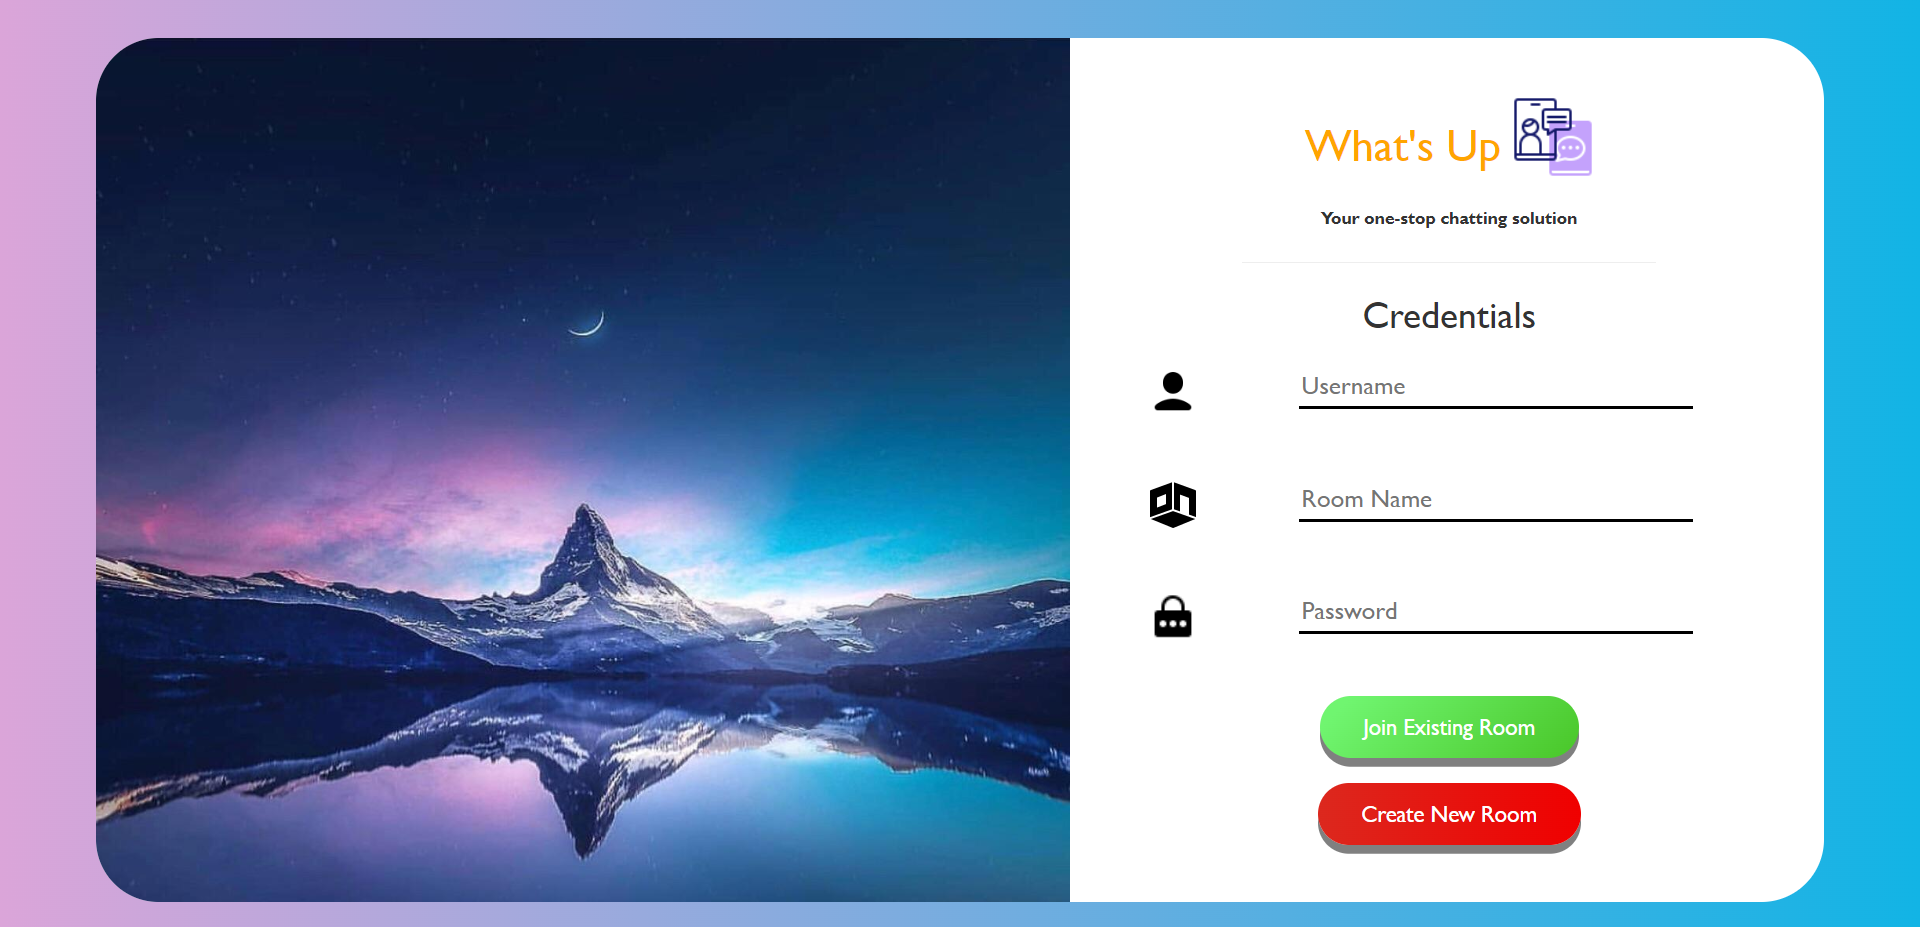 What's Up
Your one-stop chatting solution
Credentials
Username
Room Name
Password
Join Existing Room
Create New Room